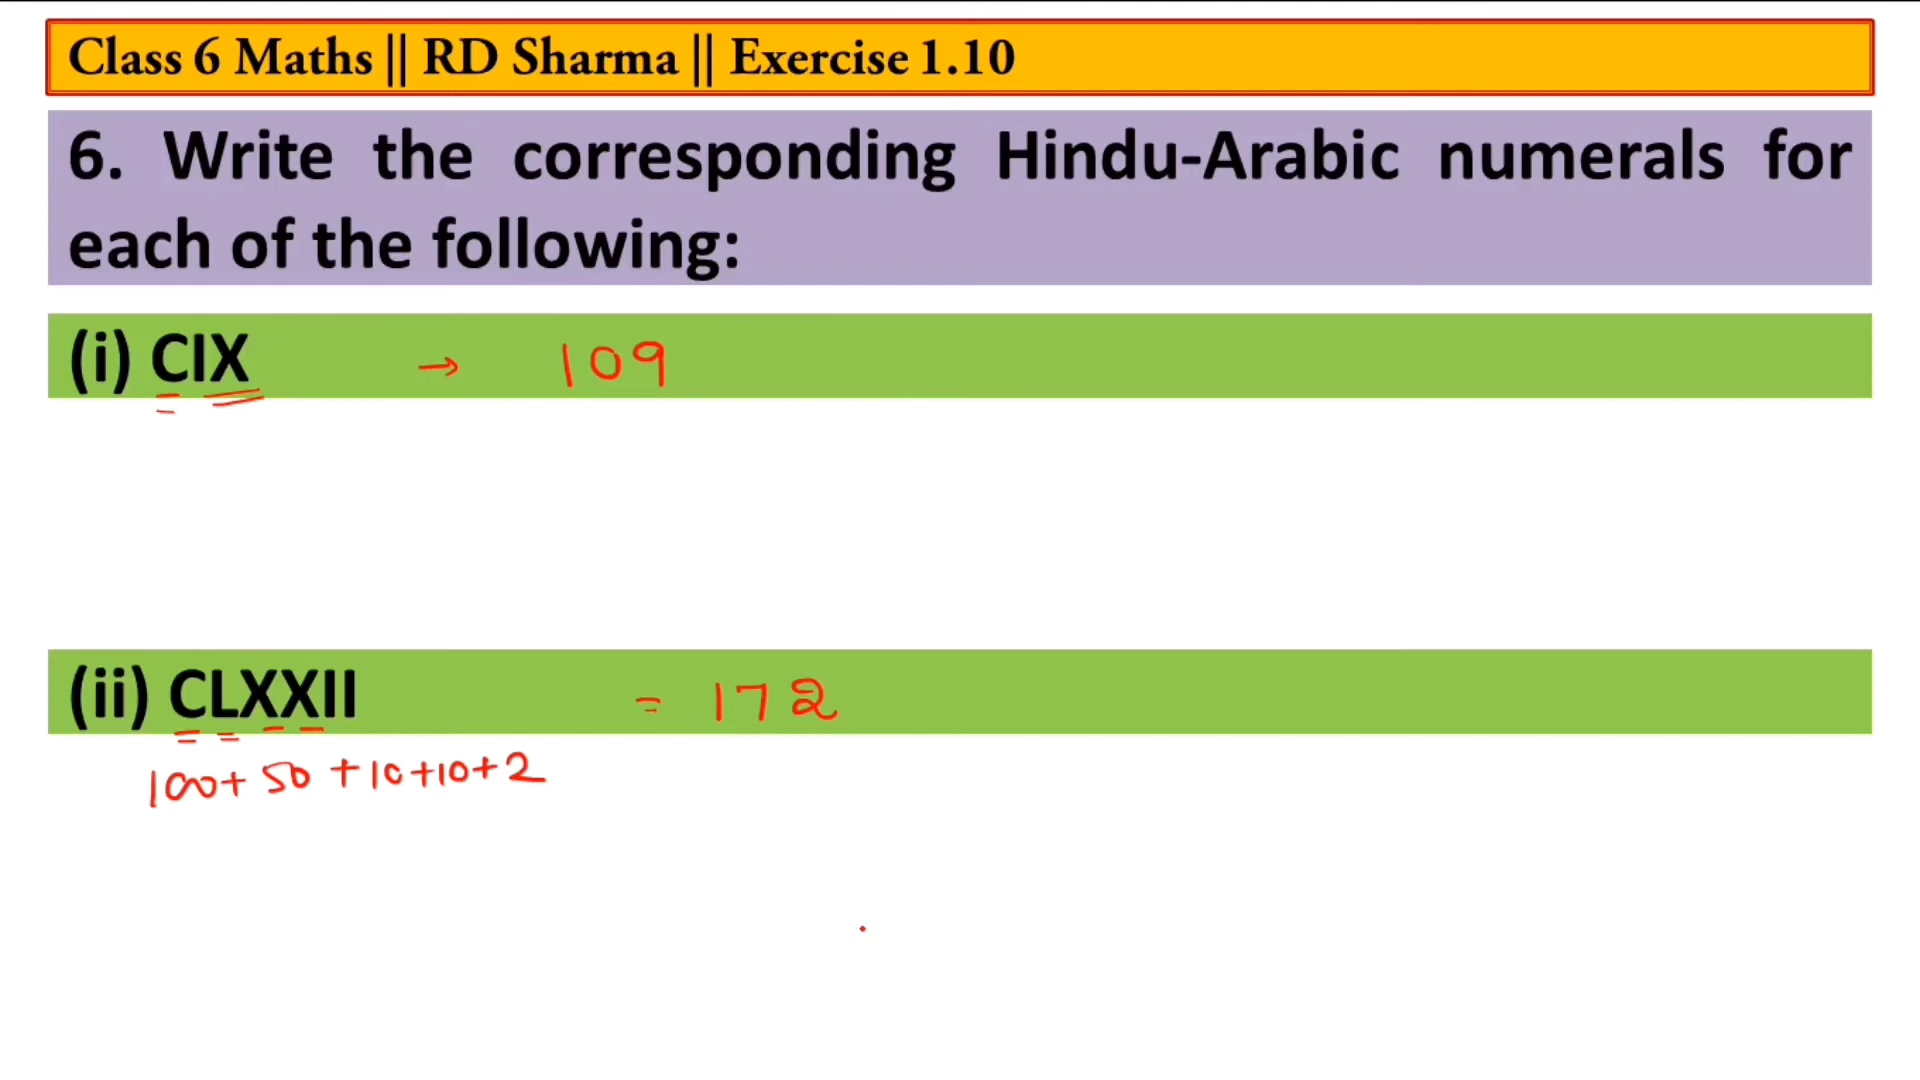 Class 6 Maths || RD Sharma || Exercise 1.10
6. Write the corresponding Hindu-Arabic numerals for
each of the following:
(i) CIX → 109
(ii) CLXXII = 172
100+ 50 + 10 + 10 + 2